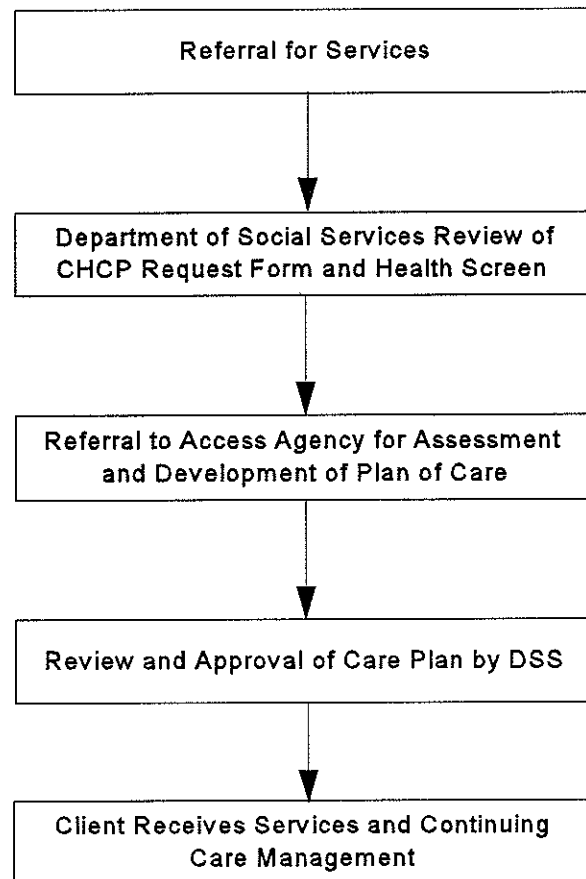 Referral for Services
Department of Social Services Review of
CHCP Request Form and Health Screen
Referral to Access Agency for Assessment
and Development of Plan of Care
Review and Approval of Care Plan by DSS
Client Receives Services and Continuing
Care Management